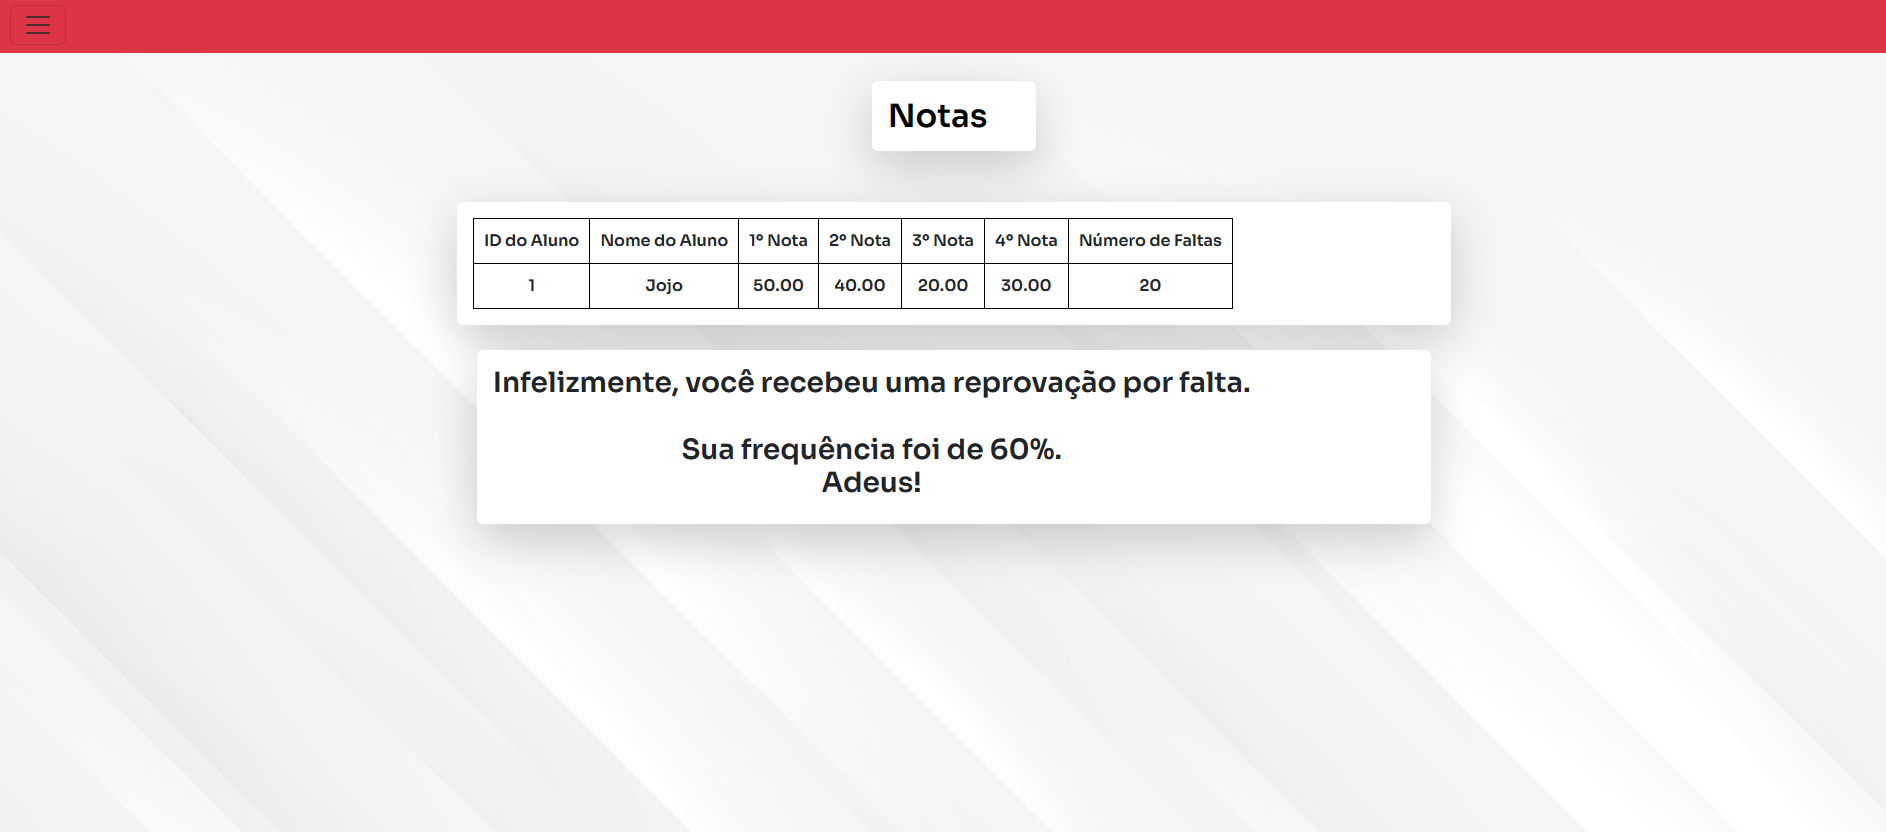 Notas
ID do Aluno Nome do Aluno 1º Nota 2º Nota 3º Nota 4º Nota Número de Faltas
1 Jojo 50.00 40.00 20.00 30.00 20
Infelizmente, você recebeu uma reprovação por falta.
Sua frequência foi de 60%.
Adeus!